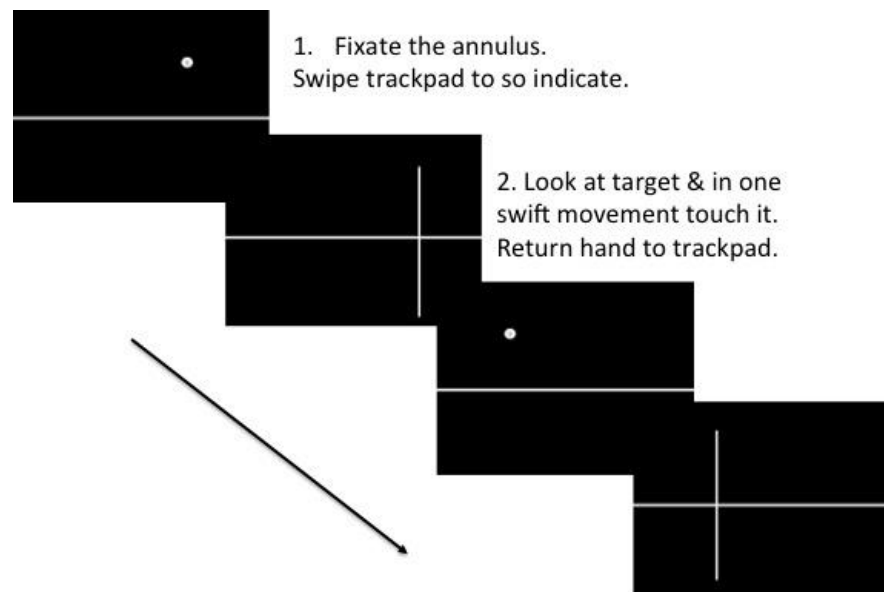 1. Fixate the annulus.
Swipe trackpad to so indicate.
2. Look at target & in one
swift movement touch it.
Return hand to trackpad.